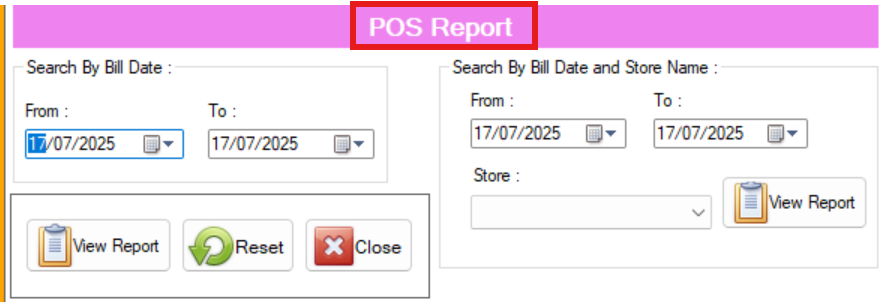 POS Report
Search By Bill Date :
From :
To :
17/07/2025
17/07/2025
View Report
Reset
Close
Search By Bill Date and Store Name :
From :
To :
17/07/2025
17/07/2025
Store :
View Report